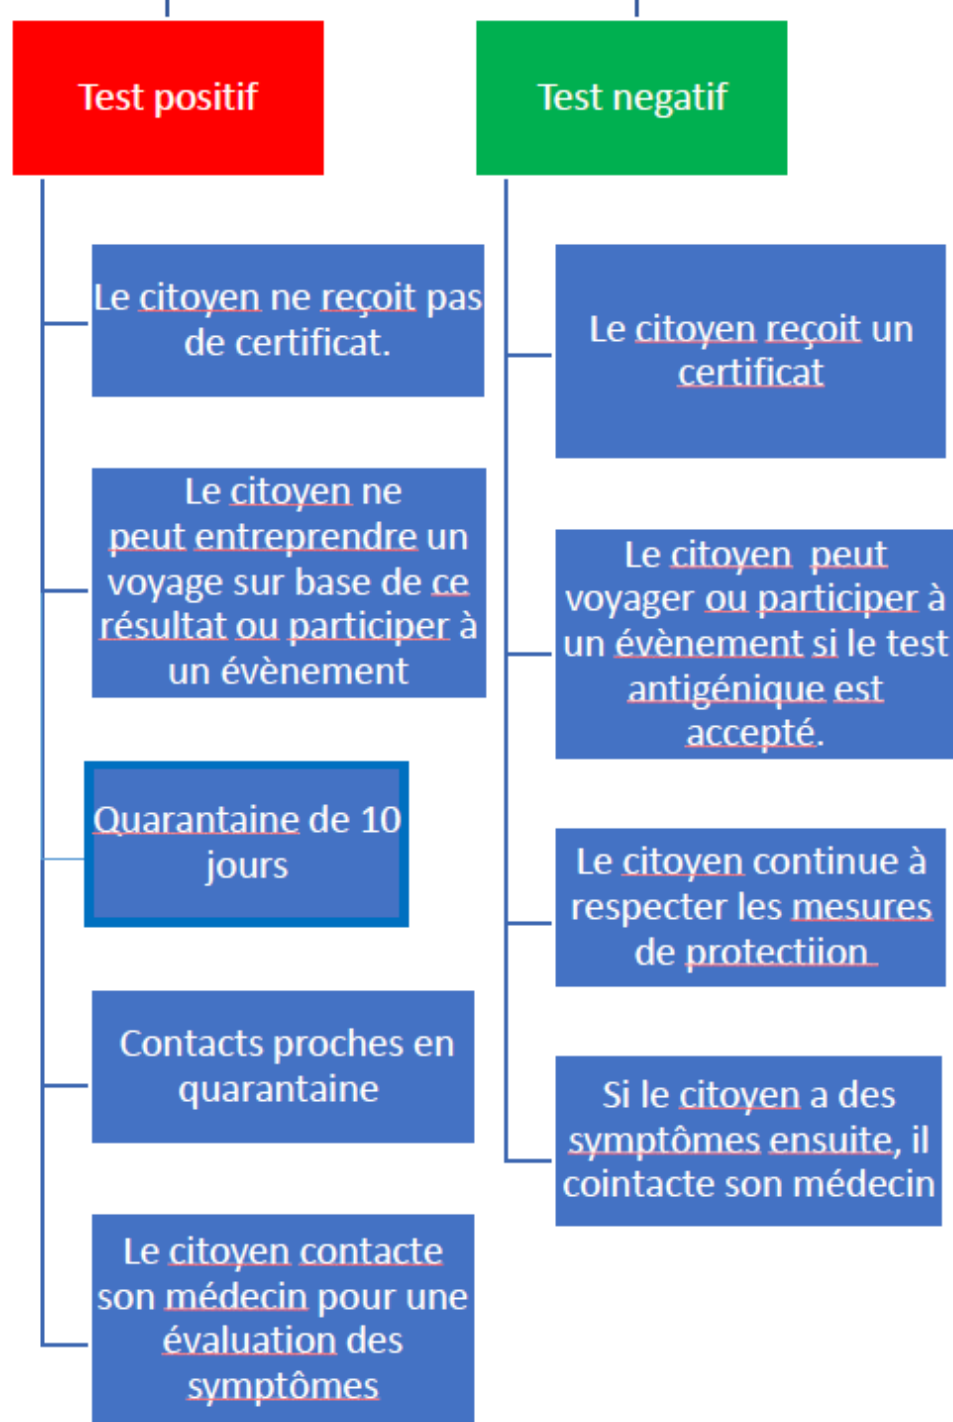 Test positif
Le citoyen ne reçoit pas
de certificat.
Le citoyen ne
peut entreprendre un
voyage sur base de ce
résultat ou participer à
un évènement
Quarantaine de 10
jours
Contacts proches en
quarantaine
Le citoyen contacte
son médecin pour une
évaluation des
symptômes
Test negatif
Le citoyen reçoit un
certificat
Le citoyen peut
voyager ou participer à
un évènement si le test
antigénique est
accepté.
Le citoyen continue à
respecter les mesures
de protectiion
Si le citoyen a des
symptômes ensuite, il
cointacte son médecin